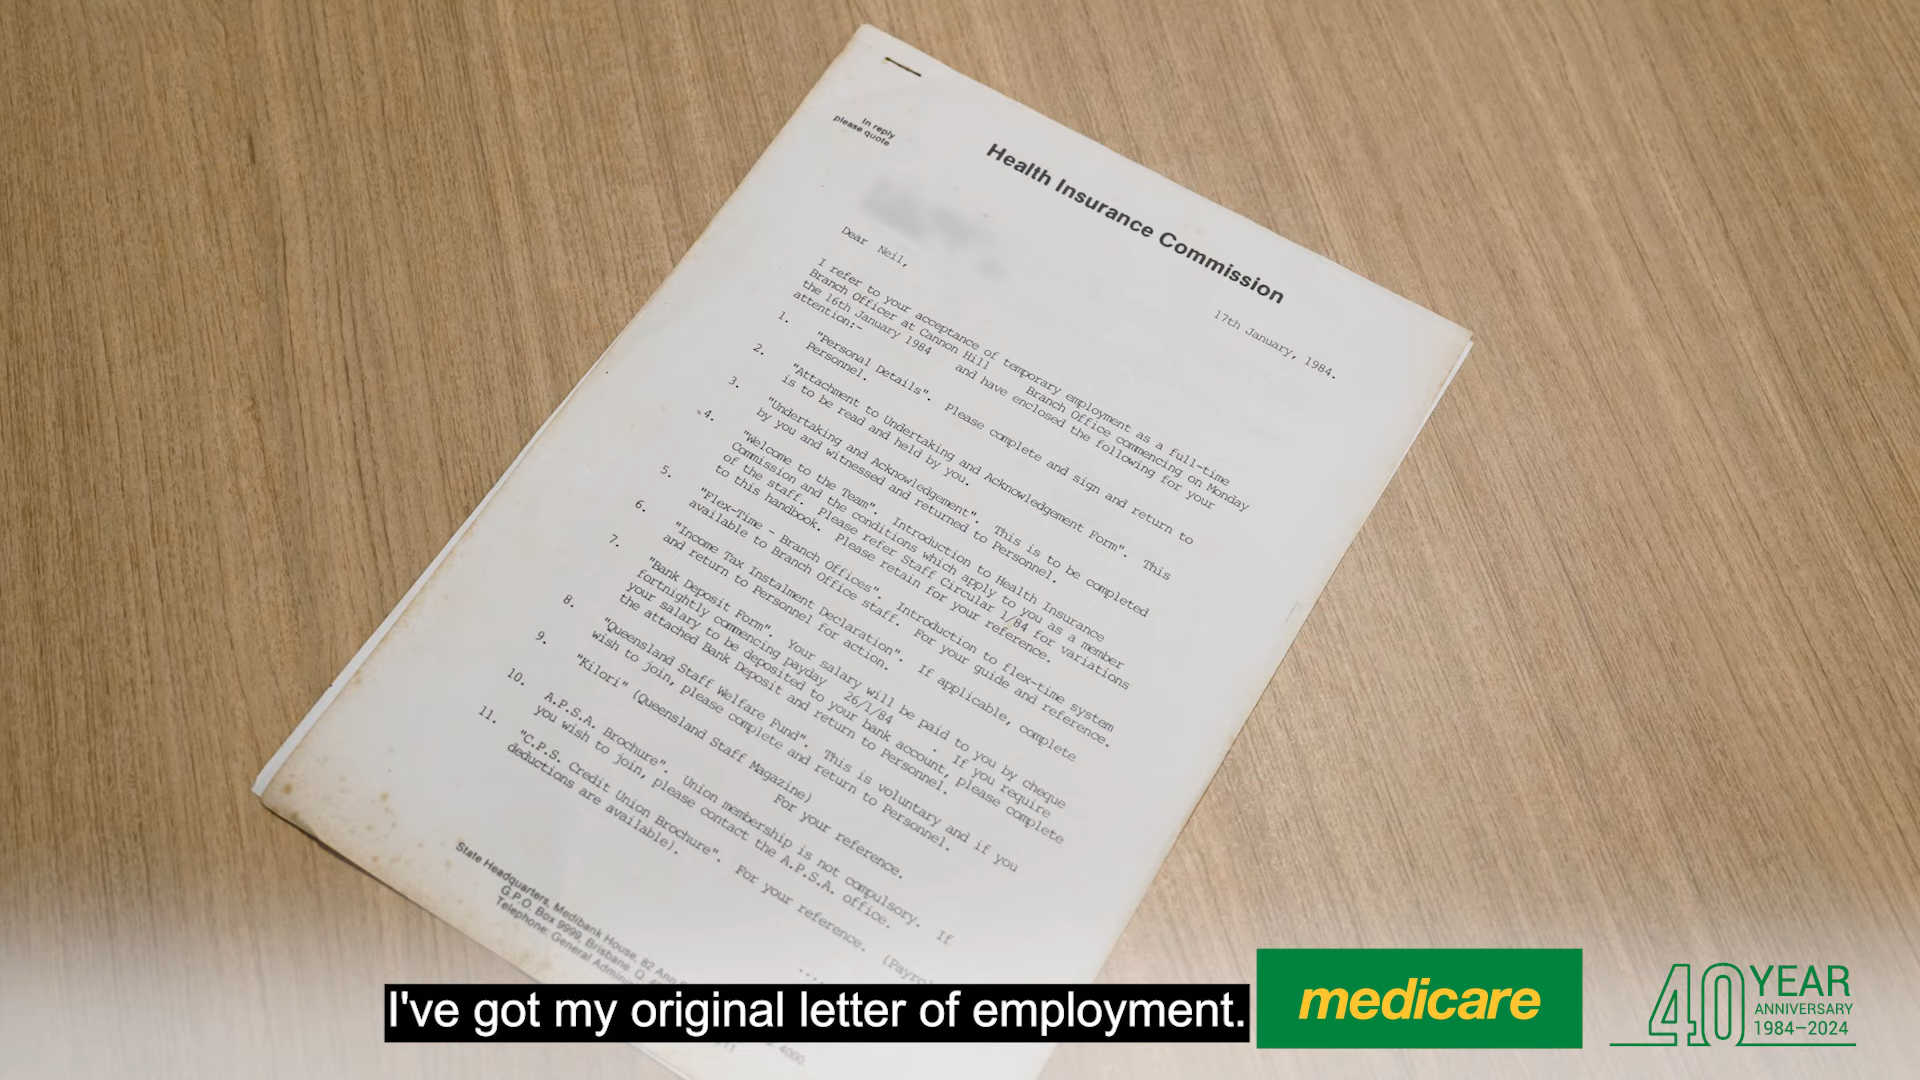 In reply
please quote
Health Insurance Commission
17th January, 1984.
Dear Neil,
I refer to your acceptance of temporary employment as a full-time
Branch Officer at Cannon Hill Branch Office commencing on Monday
the 16th January 1984 and have enclosed the following for your
attention:-
1. "Personal Details". Please complete and sign and return to
Personnel.
2. "Attachment to Undertaking and Acknowledgement Form". This
is to be read and held by you.
3. "Undertaking and Acknowledgement". This is to be completed
by you and witnessed and returned to Personnel.
4. "Welcome to the Team". Introduction to Health Insurance
Commission and the conditions which apply to you as a member
of the staff. Please refer Staff Circular 1/84 for variations
to this handbook. Please retain for your reference.
5. "Flex-Time - Branch Offices". Introduction to flex-time system
available to Branch Office staff. For your guide and reference.
6. "Income Tax Instalment Declaration". If applicable, complete
and return to Personnel for action.
7. "Bank Deposit Form". Your salary will be paid to you by cheque
fortnightly commencing payday 26/1/84. If you require
your salary to be deposited to your bank account, please complete
the attached Bank Deposit and return to Personnel.
8. "Queensland Staff Welfare Fund". This is voluntary and if you
wish to join, please complete and return to Personnel.
9. "Kilori" (Queensland Staff Magazine) For your reference.
10. A.P.S.A. Brochure". Union membership is not compulsory. If
you wish to join, please contact the A.P.S.A. office.
11. "C.P.S. Credit Union Brochure". For your reference. (Payro
deductions are available).
State Headquarters, Medibank House, 82 Ann
G.P.O. Box 9999, Brisbane. Q. 4
Telephone: General Admini
4000.
I've got my original letter of employment.
medicare
40 YEAR
ANNIVERSARY
1984–2024